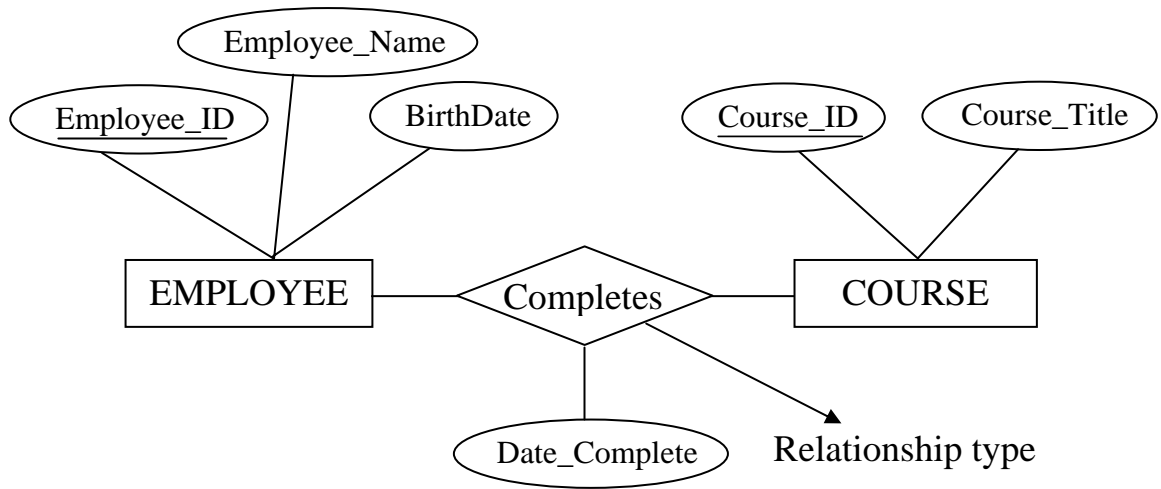 Employee_Name
Employee_ID
BirthDate
Course_ID
Course_Title
EMPLOYEE
Completes
COURSE
Date_Complete
Relationship type